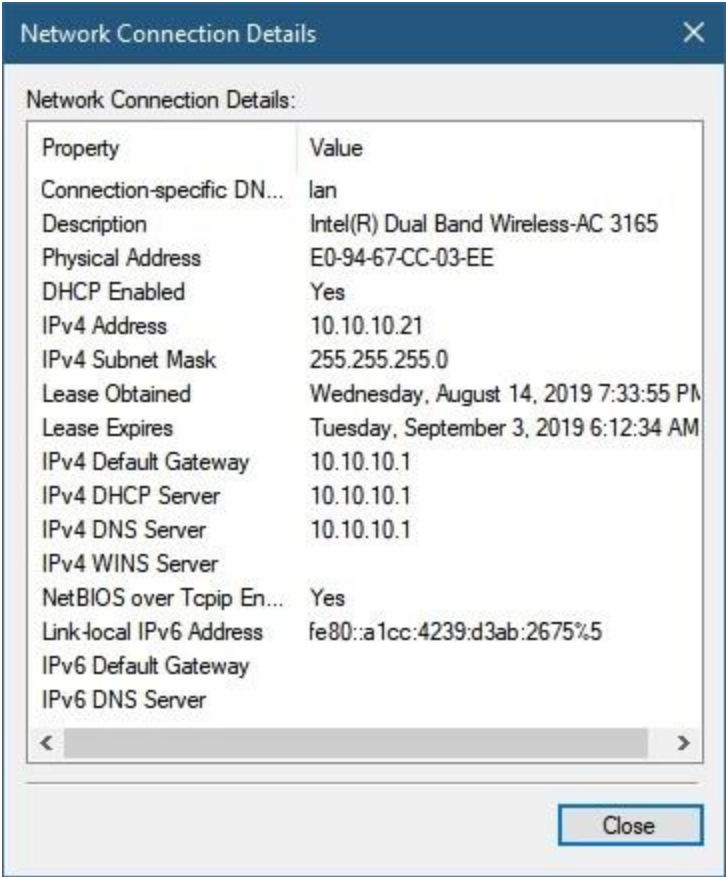 Network Connection Details
Network Connection Details:
Property Value
Connection-specific DN... lan
Description Intel(R) Dual Band Wireless-AC 3165
Physical Address E0-94-67-CC-03-EE
DHCP Enabled Yes
IPv4 Address 10.10.10.21
IPv4 Subnet Mask 255.255.255.0
Lease Obtained Wednesday, August 14, 2019 7:33:55 PM
Lease Expires Tuesday, September 3, 2019 6:12:34 AM
IPv4 Default Gateway 10.10.10.1
IPv4 DHCP Server 10.10.10.1
IPv4 DNS Server 10.10.10.1
IPv4 WINS Server
NetBIOS over Tcpip En... Yes
Link-local IPv6 Address fe80::a1cc:4239:d3ab:2675%5
IPv6 Default Gateway
IPv6 DNS Server
Close